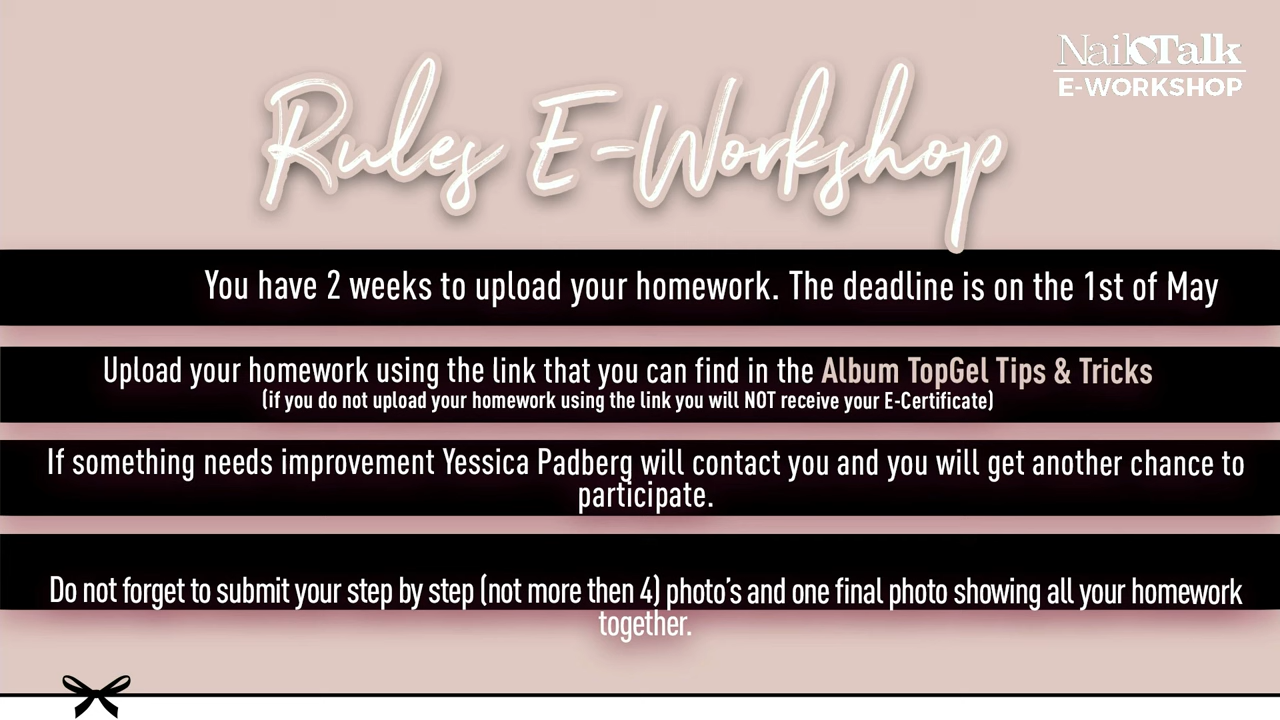 NailsTalk
E-WORKSHOP
Rules E-Workshop
You have 2 weeks to upload your homework. The deadline is on the 1st of May
Upload your homework using the link that you can find in the Album TopGel Tips & Tricks
(if you do not upload your homework using the link you will NOT receive your E-Certificate)
If something needs improvement Yessica Padberg will contact you and you will get another chance to
participate.
Do not forget to submit your step by step (not more then 4) photo's and one final photo showing all your homework
together.